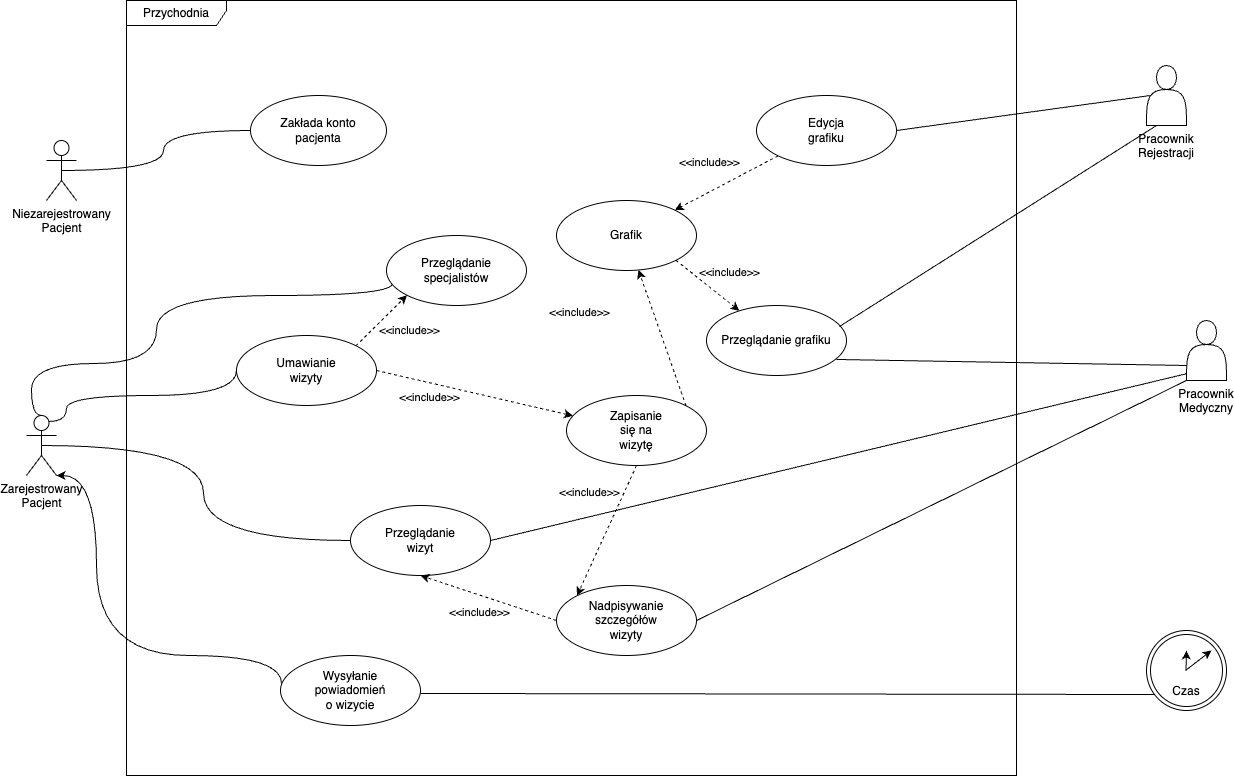 Przychodnia
Zakłada konto
pacjenta
Edycja
grafiku
Pracownik
Rejestracji
<<include>>
Niezarejestrowany
Pacjent
Grafik
Przeglądanie
specjalistów
<<include>>
<<include>>
<<include>>
Przeglądanie grafiku
Umawianie
wizyty
<<include>>
Pracownik
Medyczny
Zapisanie
się na
wizytę
Zarejestrowany
Pacjent
<<include>>
Przeglądanie
wizyt
<<include>>
Nadpisywanie
szczegółów
wizyty
Wysyłanie
powiadomień
o wizycie
Czas